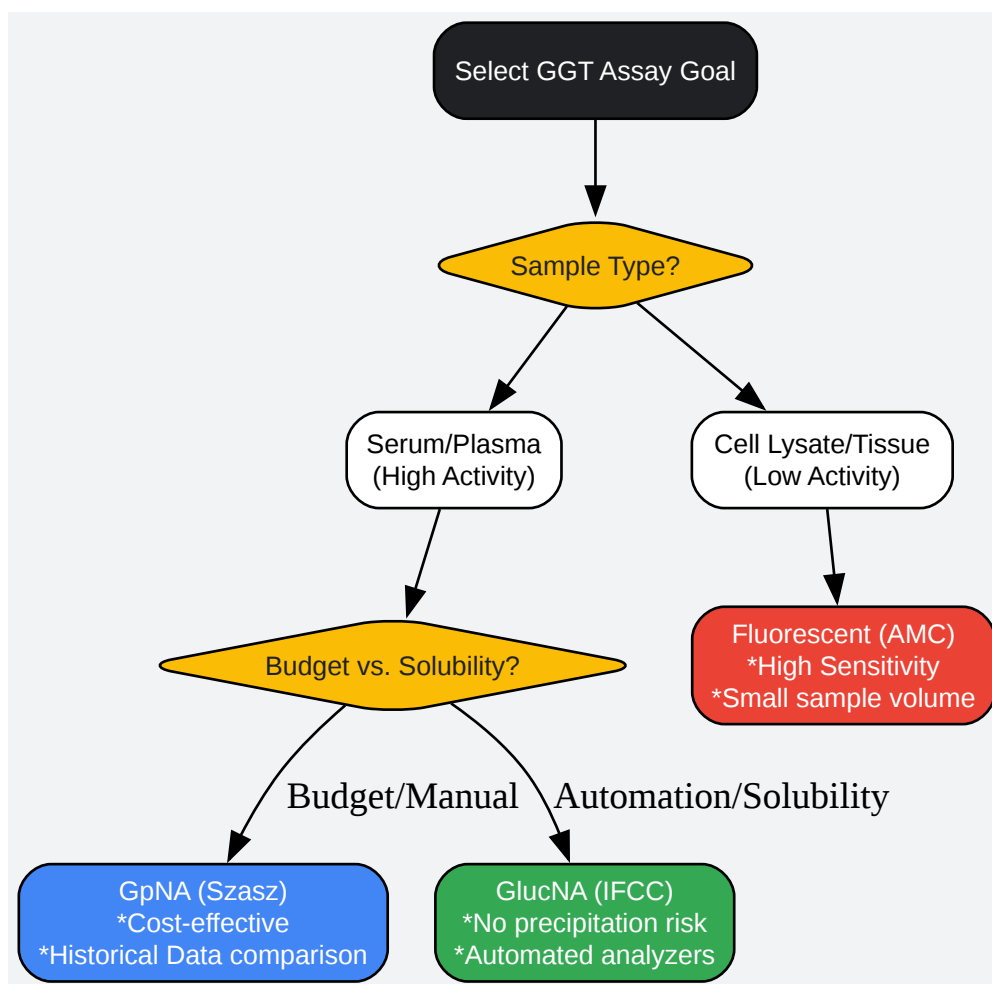 Select GGT Assay Goal
Sample Type?
Serum/Plasma
(High Activity)
Cell Lysate/Tissue
(Low Activity)
Budget vs. Solubility?
Fluorescent (AMC)
*High Sensitivity
*Small sample volume
Budget/Manual
Automation/Solubility
GpNA (Szasz)
*Cost-effective
*Historical Data comparison
GlucNA (IFCC)
*No precipitation risk
*Automated analyzers